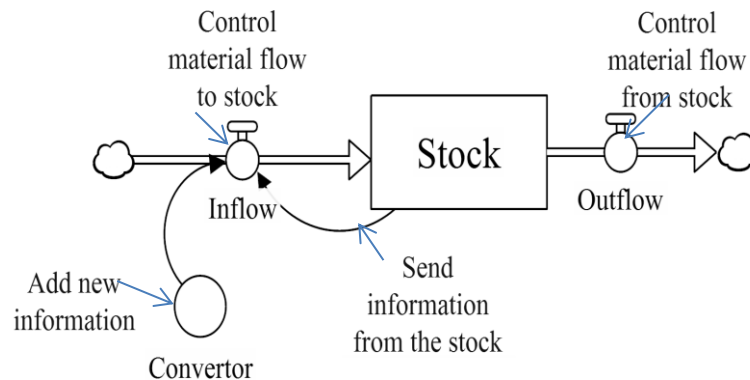 Control
material flow
to stock
Control
material flow
from stock
Stock
Inflow
Outflow
Add new
information
Send
information
from the stock
Convertor